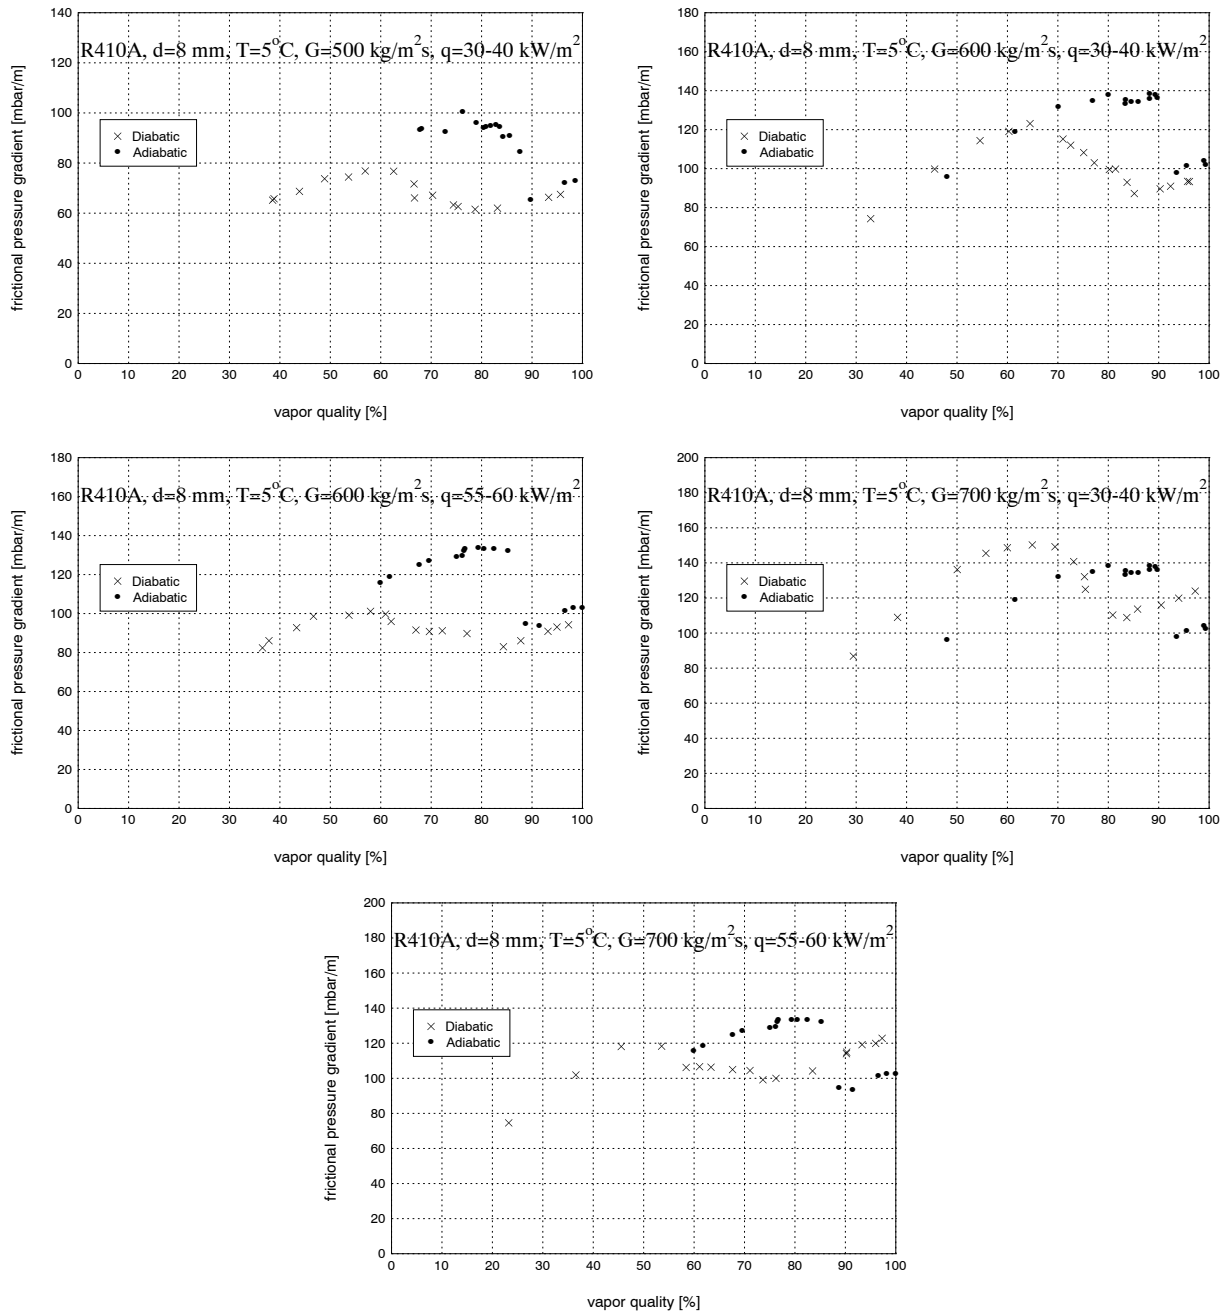 140
120
100
80
60
40
20
0
R410A, d=8 mm, T=5°C, G=500 kg/m²s, q=30-40 kW/m²
Diabatic
Adiabatic
frictional pressure gradient [mbar/m]
0 10 20 30 40 50 60 70 80 90 100
vapor quality [%]
180
160
140
120
100
80
60
40
20
0
R410A, d=8 mm, T=5°C, G=600 kg/m²s, q=30-40 kW/m²
Diabatic
Adiabatic
frictional pressure gradient [mbar/m]
0 10 20 30 40 50 60 70 80 90 100
vapor quality [%]
180
160
140
120
100
80
60
40
20
0
R410A, d=8 mm, T=5°C, G=600 kg/m²s, q=55-60 kW/m²
Diabatic
Adiabatic
frictional pressure gradient [mbar/m]
0 10 20 30 40 50 60 70 80 90 100
vapor quality [%]
200
180
160
140
120
100
80
60
40
20
0
R410A, d=8 mm, T=5°C, G=700 kg/m²s, q=30-40 kW/m²
Diabatic
Adiabatic
frictional pressure gradient [mbar/m]
0 10 20 30 40 50 60 70 80 90 100
vapor quality [%]
200
180
160
140
120
100
80
60
40
20
0
R410A, d=8 mm, T=5°C, G=700 kg/m²s, q=55-60 kW/m²
Diabatic
Adiabatic
frictional pressure gradient [mbar/m]
0 10 20 30 40 50 60 70 80 90 100
vapor quality [%]